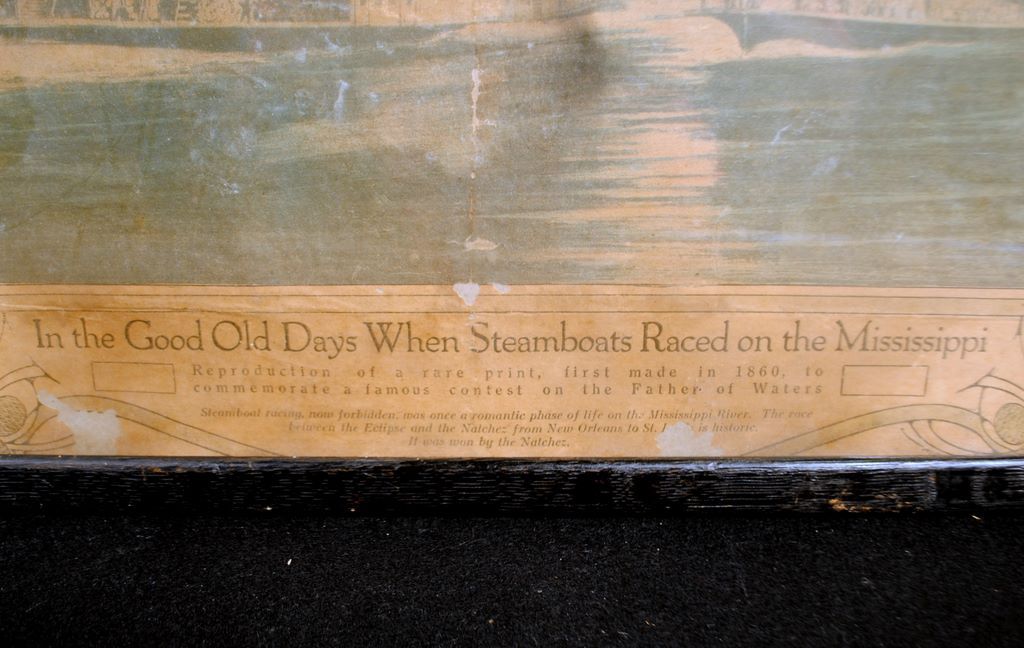 In the Good Old Days When Steamboats Raced on the Mississippi
Reproduction of a rare print, first made in 1860, to
commemorate a famous contest on the Father of Waters
Steamboat racing, now forbidden, was once a romantic phase of life on the Mississippi River. The race
between the Eclipse and the Natchez from New Orleans to St. is historic.
It was won by the Natchez.